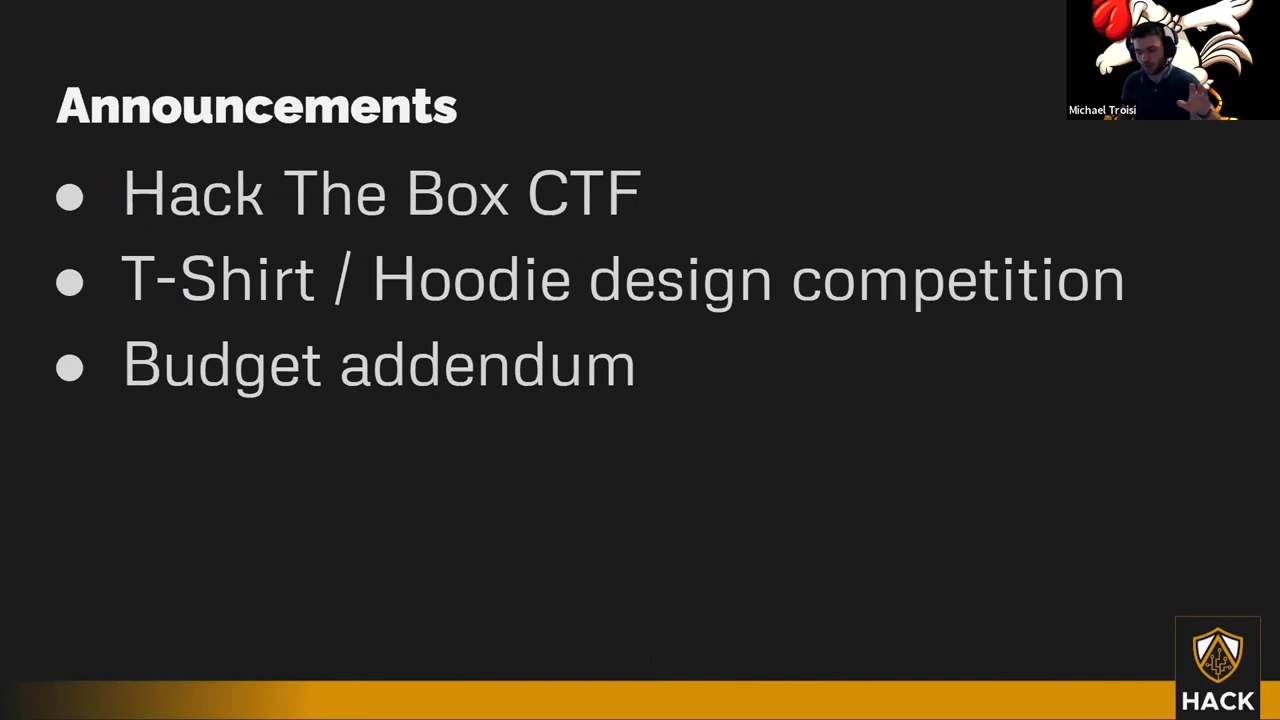 Michael Troisi
Announcements
● Hack The Box CTF
● T-Shirt / Hoodie design competition
● Budget addendum
HACK